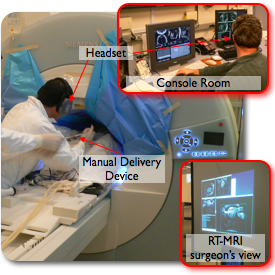 Headset
Console Room
Manual Delivery
Device
RT-MRI
surgeon's view